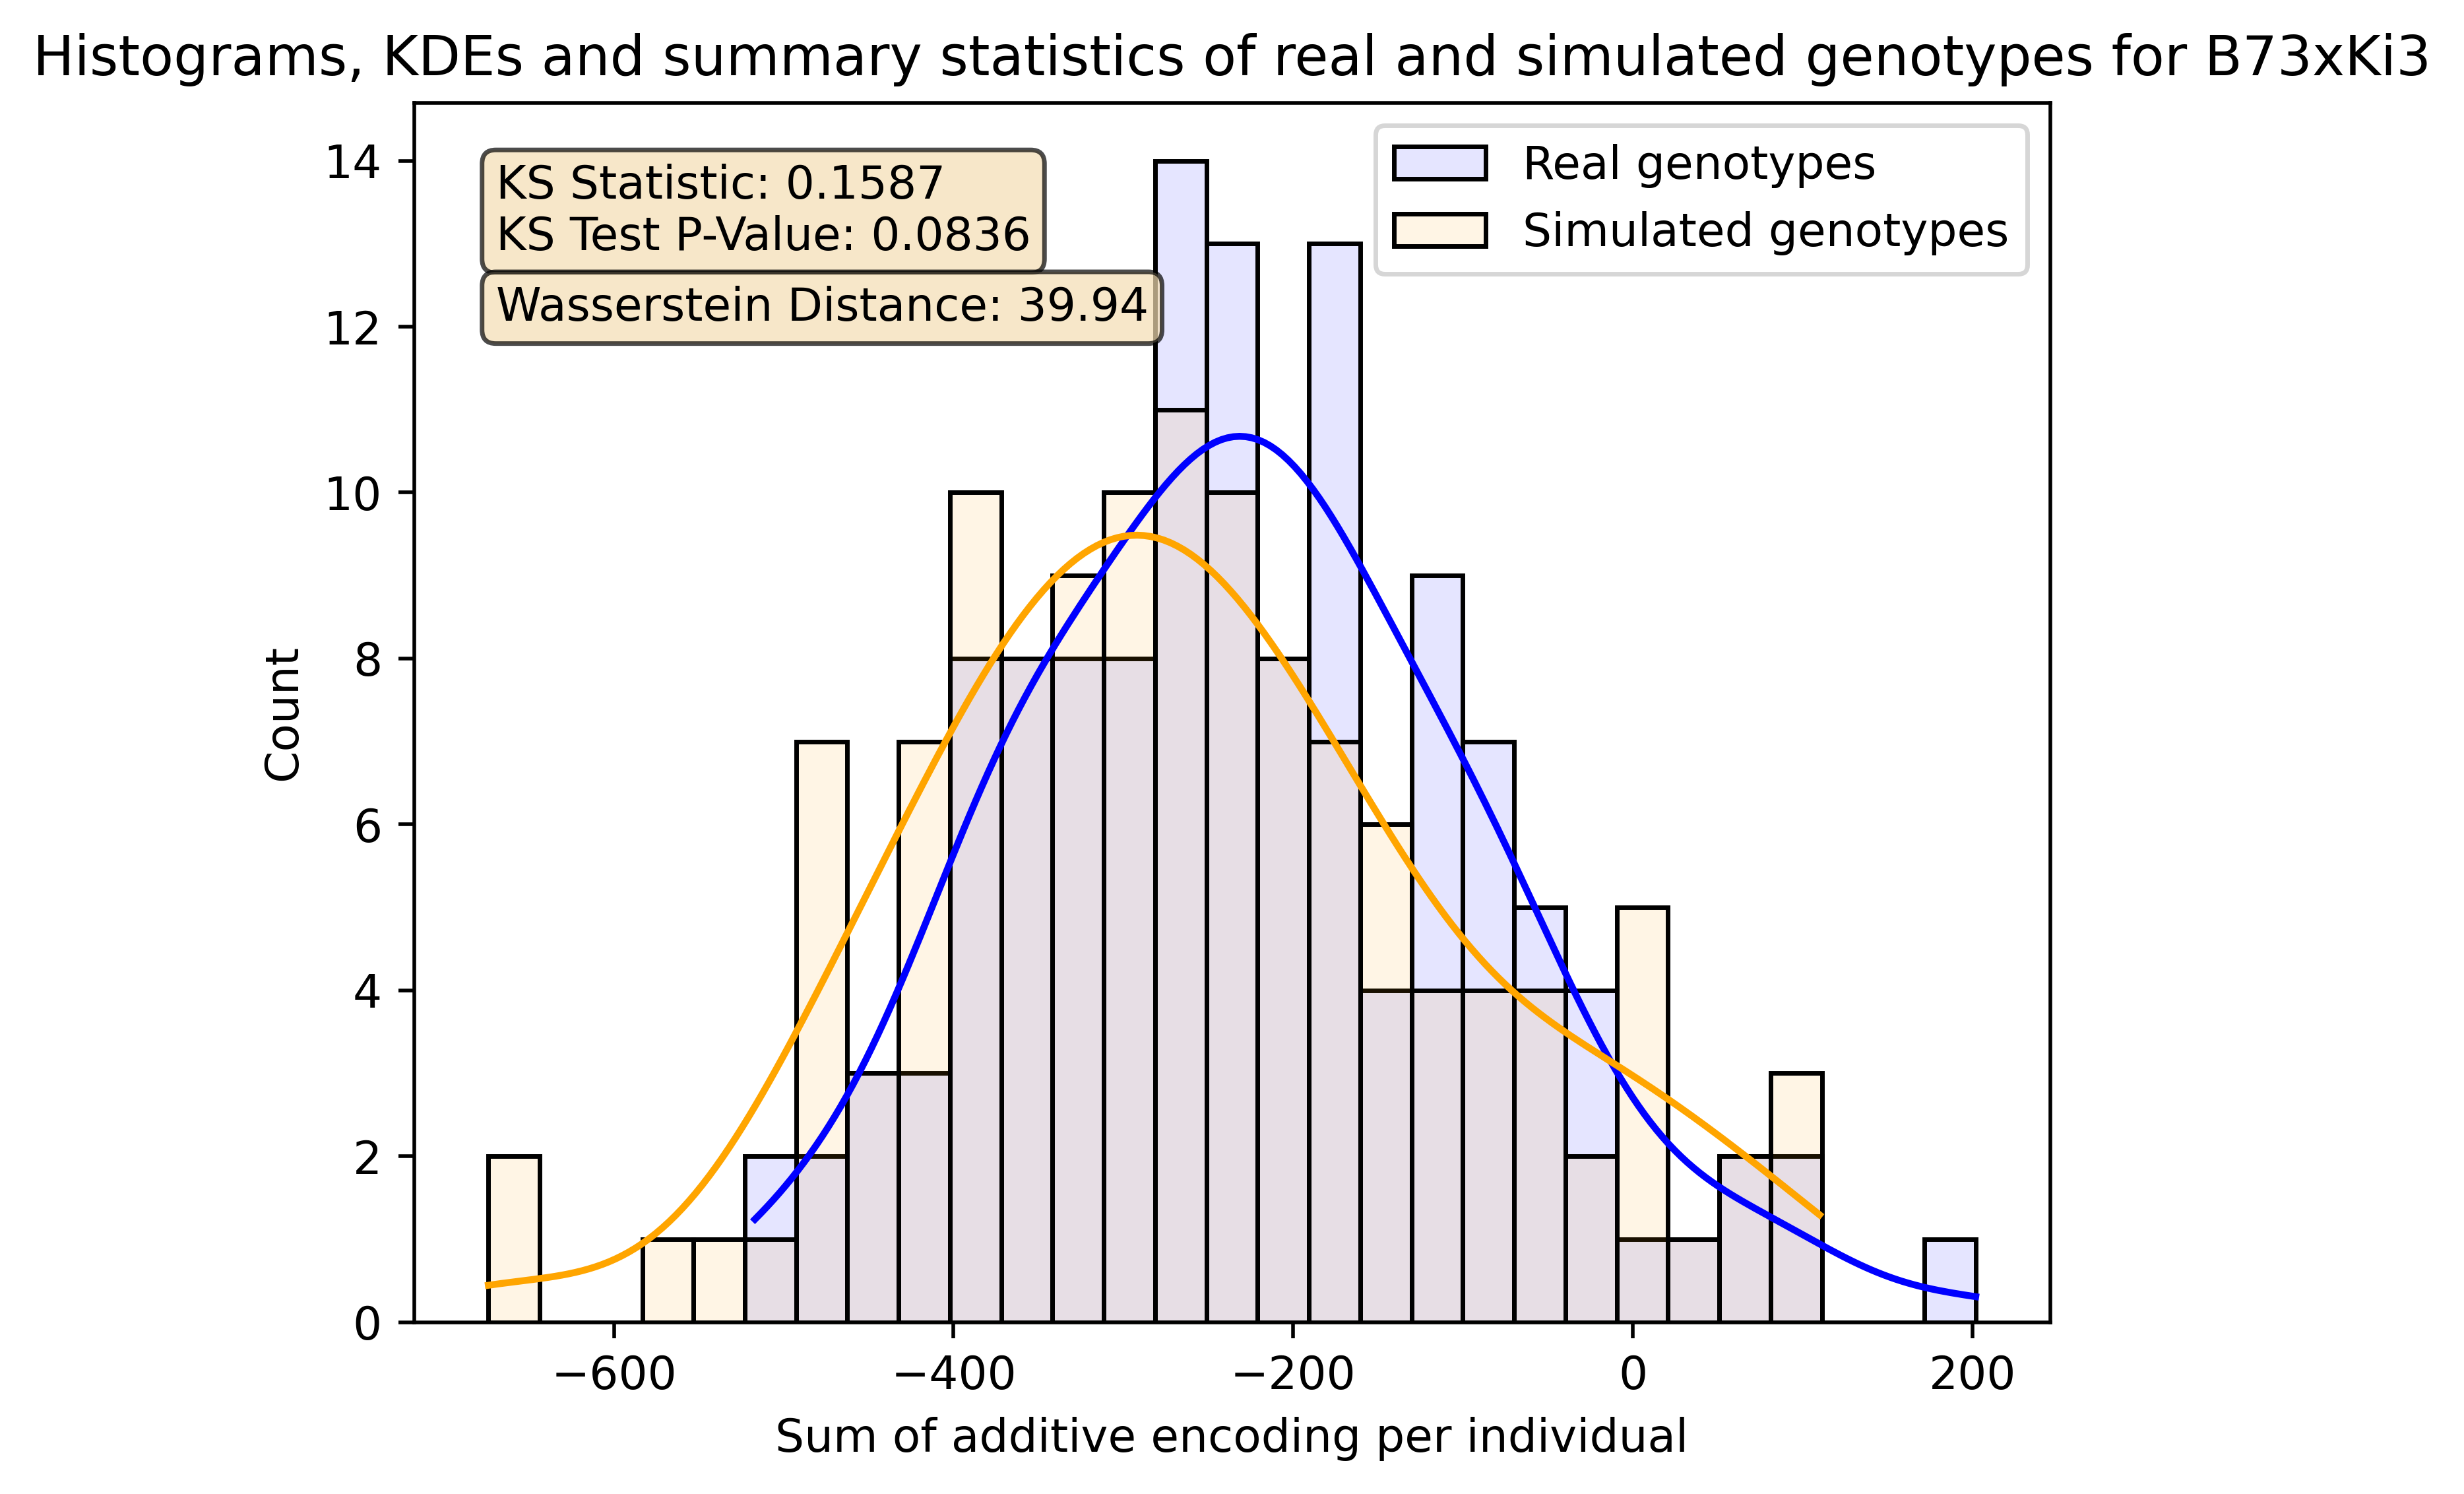 Histograms, KDEs and summary statistics of real and simulated genotypes for B73xKi3
KS Statistic: 0.1587
KS Test P-Value: 0.0836
Wasserstein Distance: 39.94
Real genotypes
Simulated genotypes
Count
14
12
10
8
6
4
2
0
−600
−400
−200
0
200
Sum of additive encoding per individual